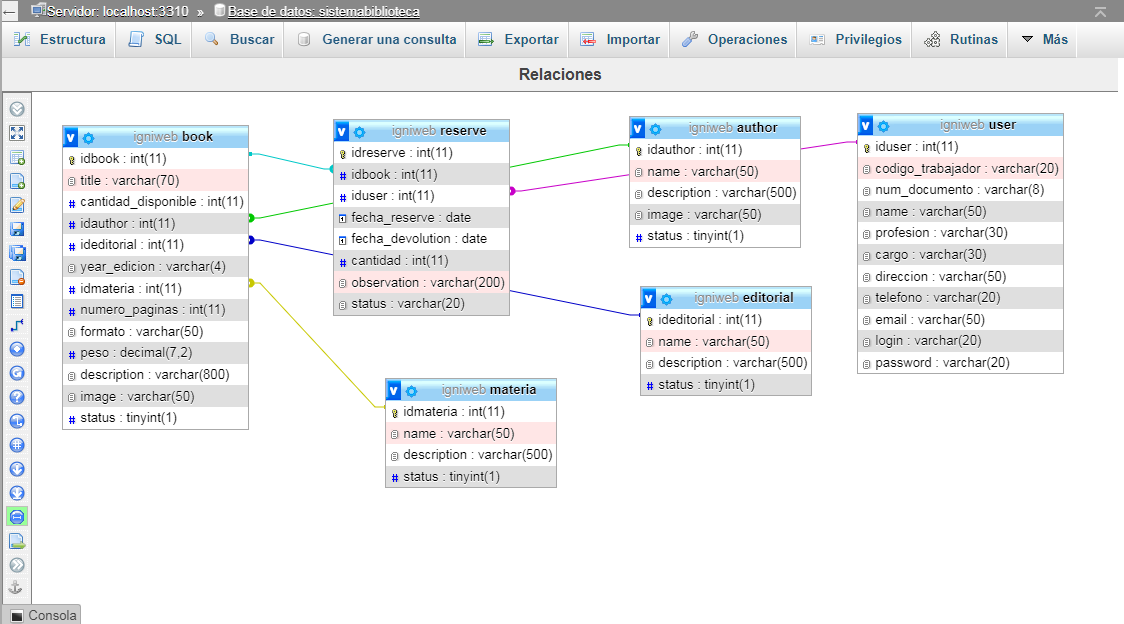 Servidor: localhost:3310 » Base de datos: sistemabiblioteca
Estructura SQL Buscar Generar una consulta Exportar Importar Operaciones Privilegios Rutinas Más
Relaciones
igniweb book
idbook : int(11)
title : varchar(70)
cantidad_disponible : int(11)
idauthor : int(11)
ideditorial : int(11)
year_edicion : varchar(4)
idmateria : int(11)
numero_paginas : int(11)
formato : varchar(50)
peso : decimal(7,2)
description : varchar(800)
image : varchar(50)
status : tinyint(1)
igniweb reserve
idreserve : int(11)
idbook : int(11)
iduser : int(11)
fecha_reserve : date
fecha_devolution : date
cantidad : int(11)
observation : varchar(200)
status : varchar(20)
igniweb author
idauthor : int(11)
name : varchar(50)
description : varchar(500)
image : varchar(50)
status : tinyint(1)
igniweb user
iduser : int(11)
codigo_trabajador : varchar(20)
num_documento : varchar(8)
name : varchar(50)
profesion : varchar(30)
cargo : varchar(30)
direccion : varchar(50)
telefono : varchar(20)
email : varchar(50)
login : varchar(20)
password : varchar(20)
igniweb editorial
ideditorial : int(11)
name : varchar(50)
description : varchar(500)
status : tinyint(1)
igniweb materia
idmateria : int(11)
name : varchar(50)
description : varchar(500)
status : tinyint(1)
Consola